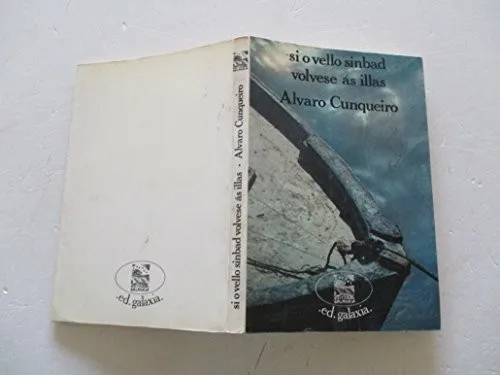 si o vello sinbad
volvese ás illas
Alvaro Cunqueiro
.ed. galaxia.
si o vello sinbad volvese ás illas · Alvaro Cunqueiro
.ed. galaxia.